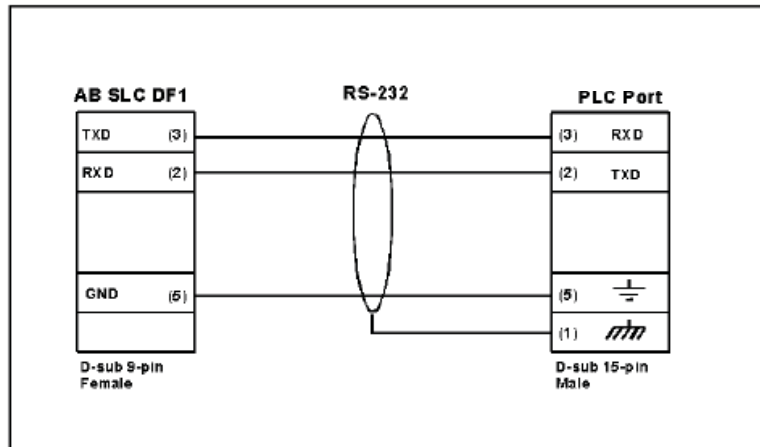 AB SLC DF1 RS-232 PLC Port
TXD (3) (3) RXD
RXD (2) (2) TXD
GND (5) (5)
(1)
D-sub 9-pin
Female
D-sub 15-pin
Male